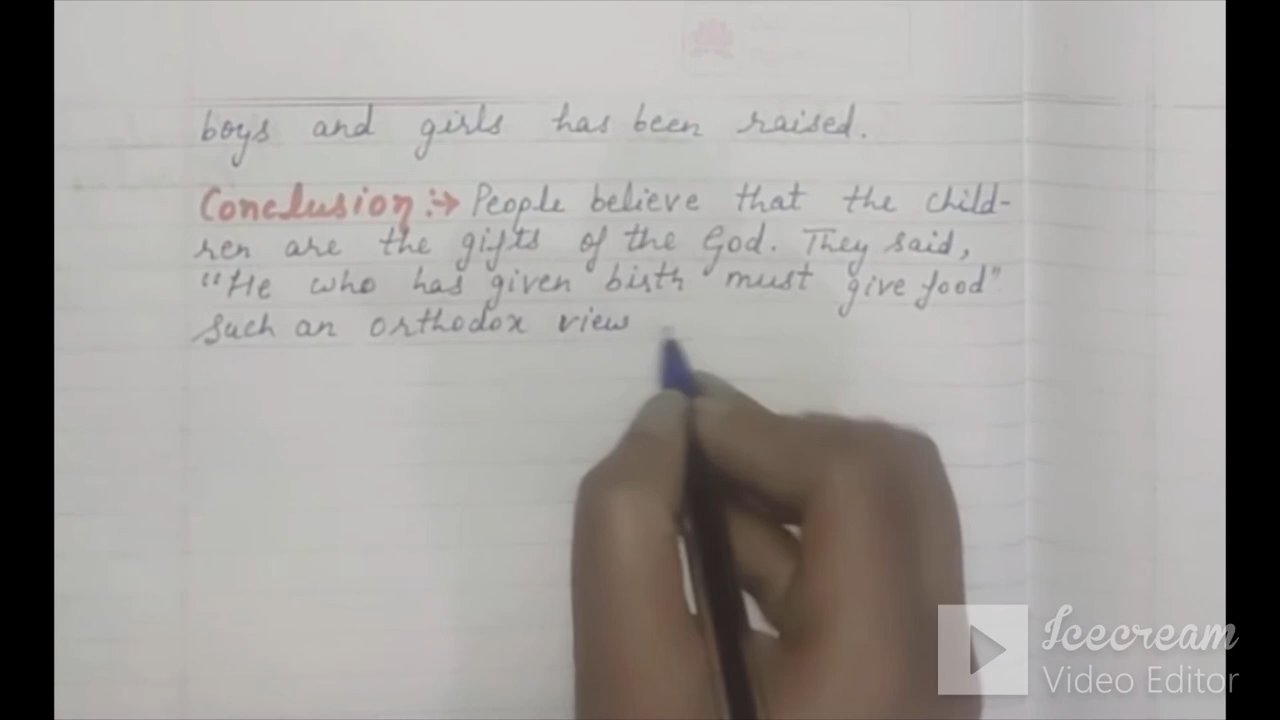 boys and girls has been raised.
Conclusion :→ People believe that the child-
ren are the gifts of the God. They said,
"He who has given birth must give food"
such an orthodox view
Icecream
Video Editor